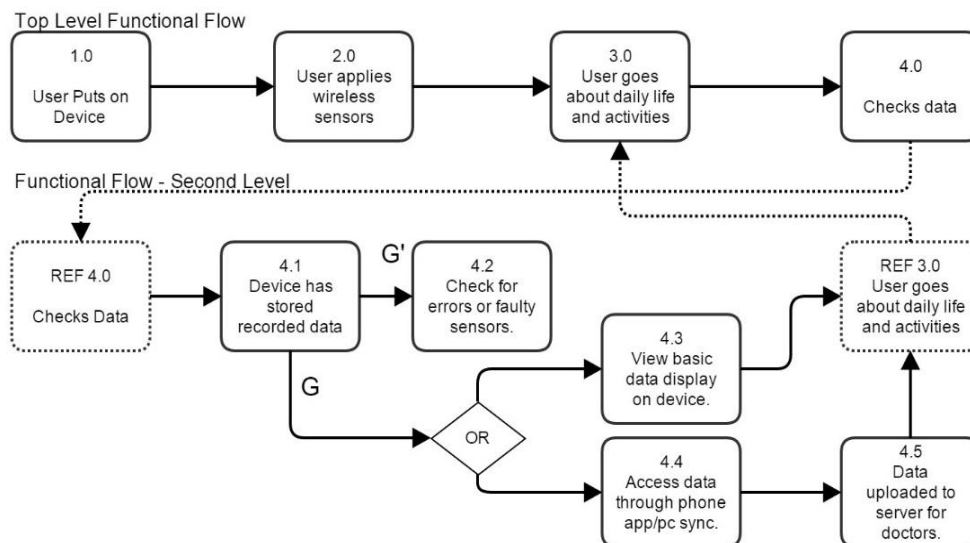 Top Level Functional Flow
1.0
User Puts on
Device
2.0
User applies
wireless
sensors
3.0
User goes
about daily life
and activities
4.0
Checks data
Functional Flow - Second Level
REF 4.0
Checks Data
4.1
Device has
stored
recorded data
G'
4.2
Check for
errors or faulty
sensors.
G
OR
4.3
View basic
data display
on device.
4.4
Access data
through phone
app/pc sync.
REF 3.0
User goes
about daily life
and activities
4.5
Data
uploaded to
server for
doctors.